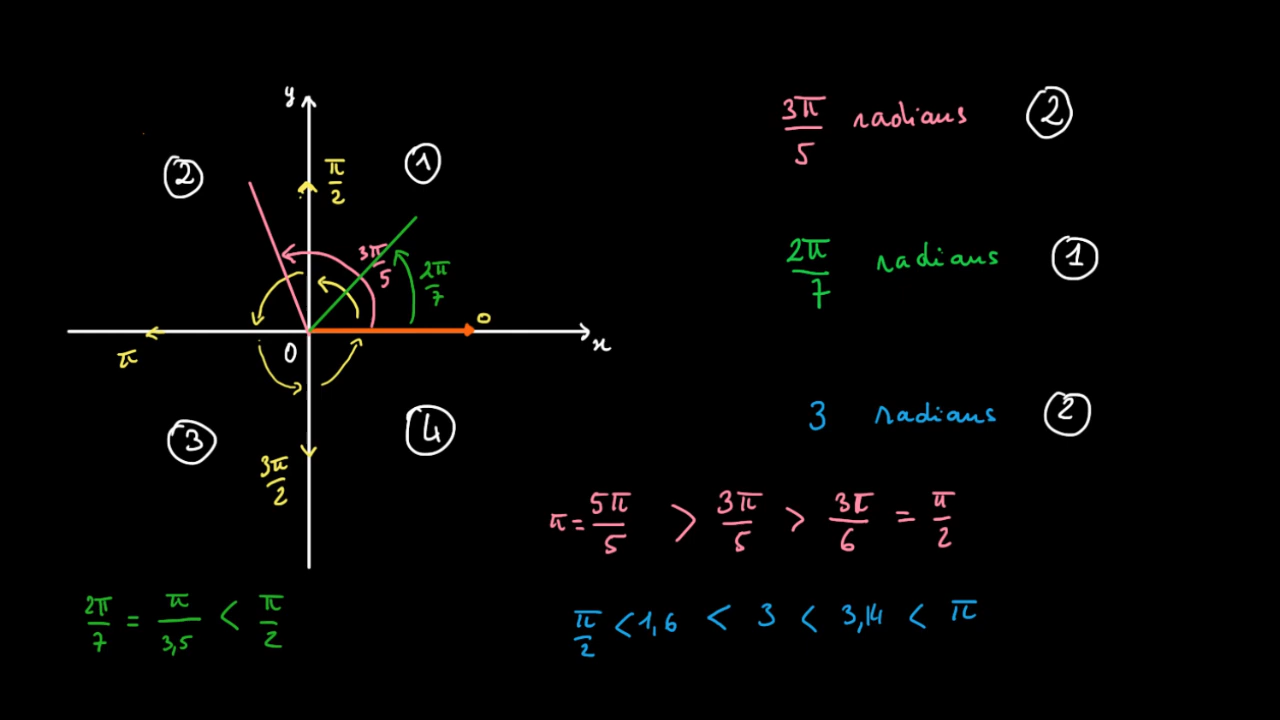 y
② π/2 ①
3π/5
2π/7
0
π 0 x
③ 3π/2 ④
3π/5 radians ②
2π/7 radians ①
3 radians ②
π = 5π/5 > 3π/5 > 3π/6 = π/2
2π/7 = π/3,5 < π/2
π/2 < 1,6 < 3 < 3,14 < π